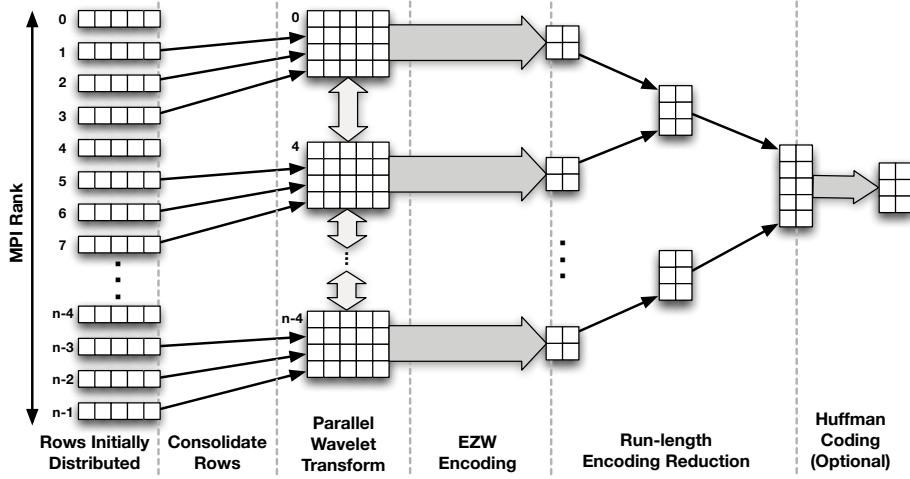 MPI Rank
0
1
2
3
4
5
6
7
n-4
n-3
n-2
n-1
0
4
n-4
Rows Initially
Distributed
Consolidate
Rows
Parallel
Wavelet
Transform
EZW
Encoding
Run-length
Encoding Reduction
Huffman
Coding
(Optional)